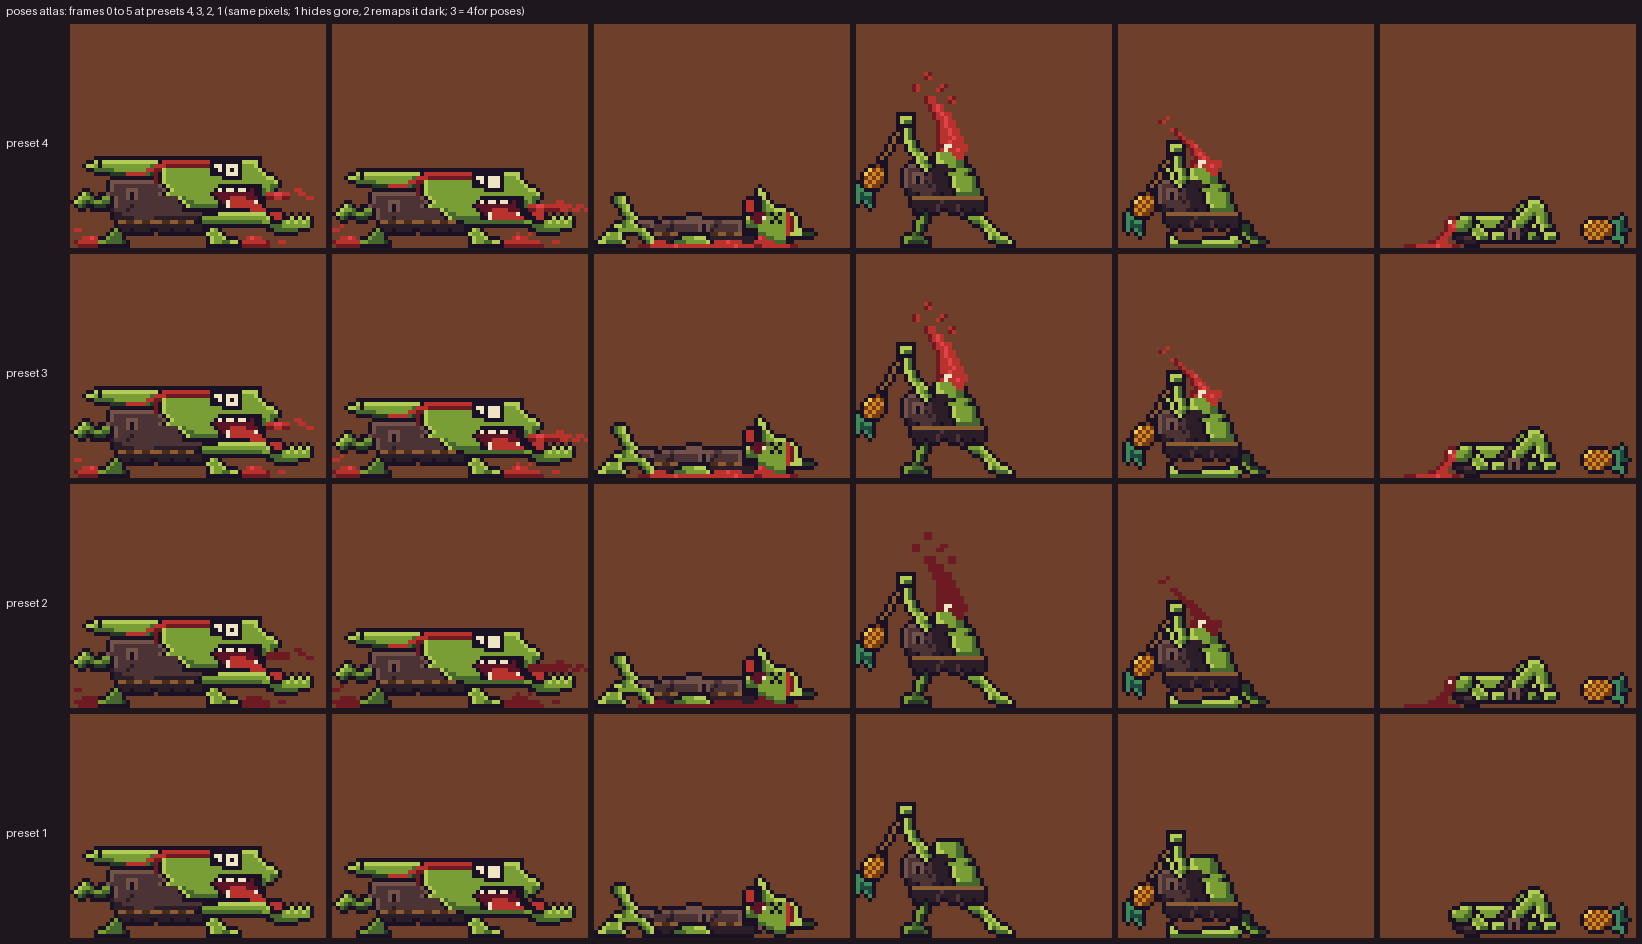 poses atlas: frames 0 to 5 at presets 4, 3, 2, 1 (same pixels; 1 hides gore, 2 remaps it dark; 3 = 4 for poses)
preset 4
preset 3
preset 2
preset 1